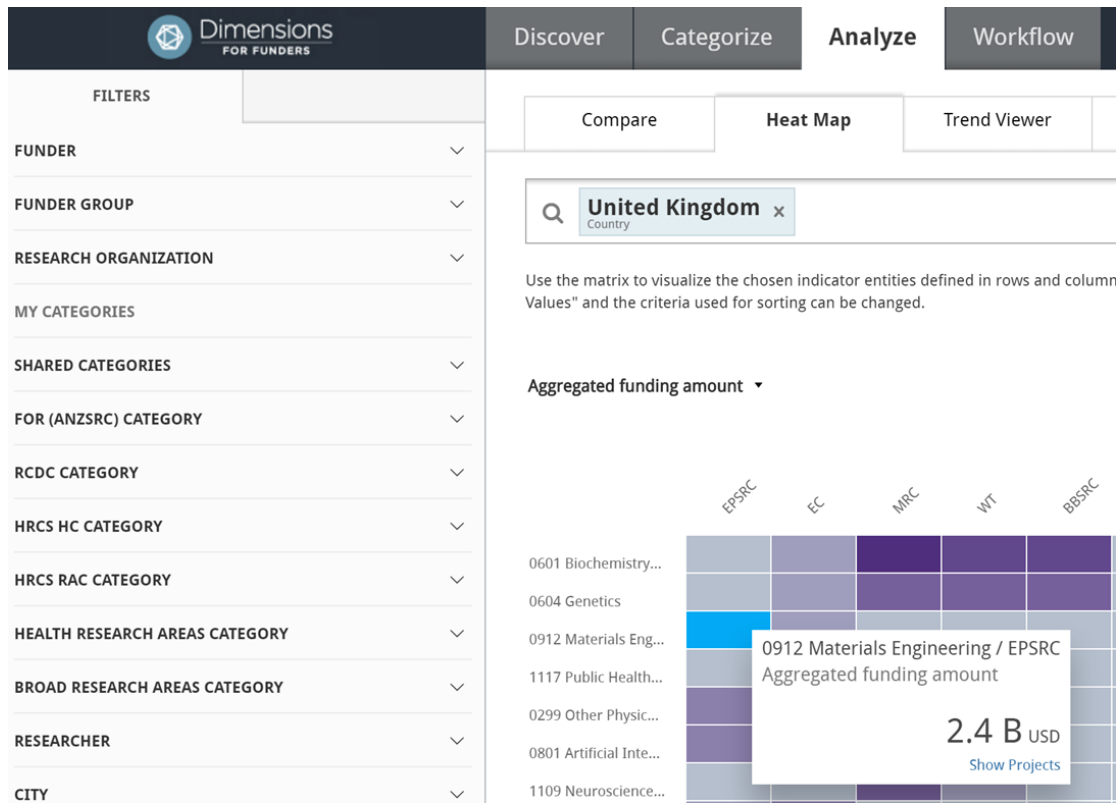 Dimensions
FOR FUNDERS
Discover
Categorize
Analyze
Workflow
FILTERS
FUNDER
FUNDER GROUP
RESEARCH ORGANIZATION
MY CATEGORIES
SHARED CATEGORIES
FOR (ANZSRC) CATEGORY
RCDC CATEGORY
HRCS HC CATEGORY
HRCS RAC CATEGORY
HEALTH RESEARCH AREAS CATEGORY
BROAD RESEARCH AREAS CATEGORY
RESEARCHER
CITY
Compare
Heat Map
Trend Viewer
United Kingdom ×
Country
Use the matrix to visualize the chosen indicator entities defined in rows and column
Values" and the criteria used for sorting can be changed.
Aggregated funding amount
EPSRC
EC
MRC
WT
BBSRC
0601 Biochemistry...
0604 Genetics
0912 Materials Eng...
1117 Public Health...
0299 Other Physic...
0801 Artificial Inte...
1109 Neuroscience...
0912 Materials Engineering / EPSRC
Aggregated funding amount
2.4 B USD
Show Projects